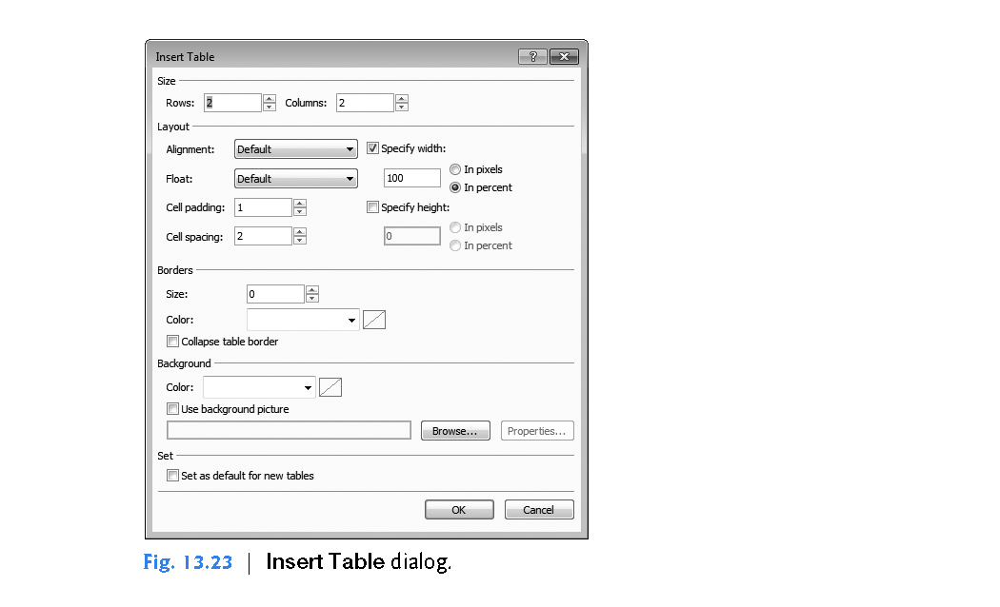 Insert Table
Size
Rows: 2 Columns: 2
Layout
Alignment: Default Specify width:
In pixels
Float: Default 100
In percent
Cell padding: 1 Specify height:
In pixels
Cell spacing: 2 0
In percent
Borders
Size: 0
Color:
Collapse table border
Background
Color:
Use background picture
Browse... Properties...
Set
Set as default for new tables
OK Cancel
Fig. 13.23 | Insert Table dialog.